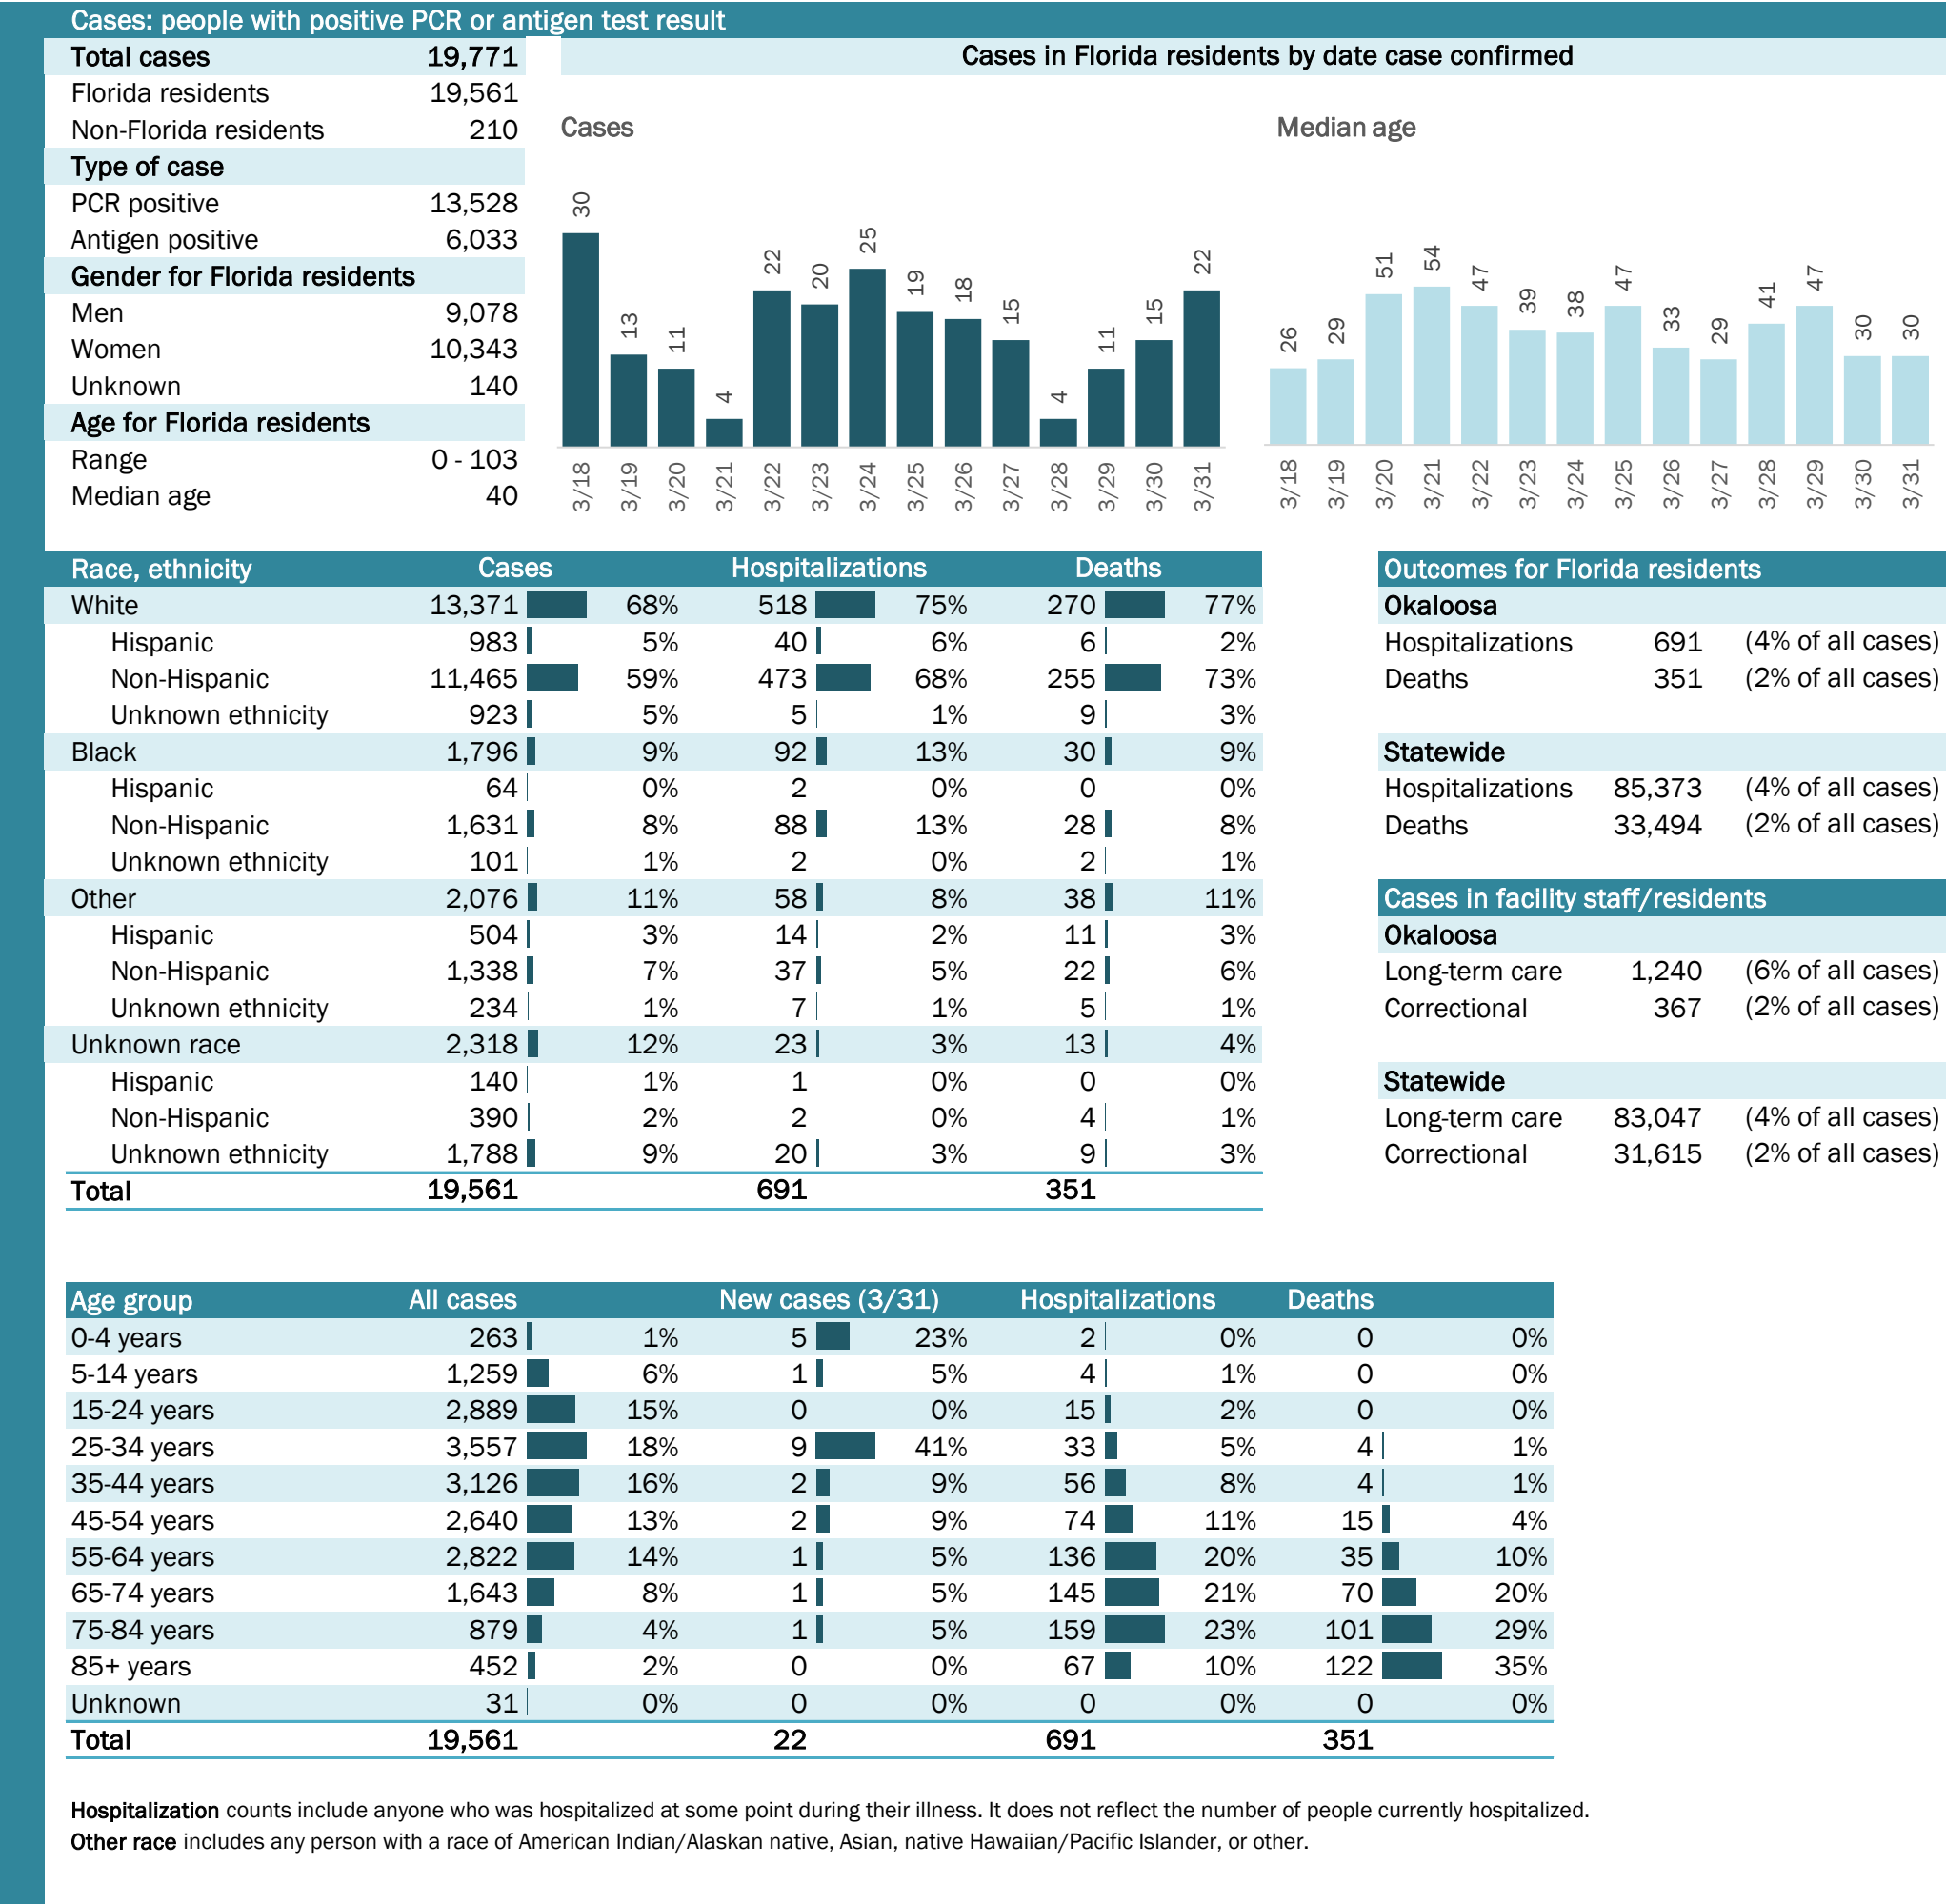 Cases: people with positive PCR or antigen test result
Total cases 19,771
Florida residents 19,561
Non-Florida residents 210
Type of case
PCR positive 13,528
Antigen positive 6,033
Gender for Florida residents
Men 9,078
Women 10,343
Unknown 140
Age for Florida residents
Range 0 - 103
Median age 40
Cases in Florida residents by date case confirmed
Cases
30 13 11 4 22 20 25 19 18 15 4 11 15 22
3/18 3/19 3/20 3/21 3/22 3/23 3/24 3/25 3/26 3/27 3/28 3/29 3/30 3/31
Median age
26 29 51 54 47 39 38 47 33 29 41 47 30 30
3/18 3/19 3/20 3/21 3/22 3/23 3/24 3/25 3/26 3/27 3/28 3/29 3/30 3/31
Race, ethnicity Cases Hospitalizations Deaths
White 13,371 68% 518 75% 270 77%
Hispanic 983 5% 40 6% 6 2%
Non-Hispanic 11,465 59% 473 68% 255 73%
Unknown ethnicity 923 5% 5 1% 9 3%
Black 1,796 9% 92 13% 30 9%
Hispanic 64 0% 2 0% 0 0%
Non-Hispanic 1,631 8% 88 13% 28 8%
Unknown ethnicity 101 1% 2 0% 2 1%
Other 2,076 11% 58 8% 38 11%
Hispanic 504 3% 14 2% 11 3%
Non-Hispanic 1,338 7% 37 5% 22 6%
Unknown ethnicity 234 1% 7 1% 5 1%
Unknown race 2,318 12% 23 3% 13 4%
Hispanic 140 1% 1 0% 0 0%
Non-Hispanic 390 2% 2 0% 4 1%
Unknown ethnicity 1,788 9% 20 3% 9 3%
Total 19,561 691 351
Outcomes for Florida residents
Okaloosa
Hospitalizations 691 (4% of all cases)
Deaths 351 (2% of all cases)
Statewide
Hospitalizations 85,373 (4% of all cases)
Deaths 33,494 (2% of all cases)
Cases in facility staff/residents
Okaloosa
Long-term care 1,240 (6% of all cases)
Correctional 367 (2% of all cases)
Statewide
Long-term care 83,047 (4% of all cases)
Correctional 31,615 (2% of all cases)
Age group All cases New cases (3/31) Hospitalizations Deaths
0-4 years 263 1% 5 23% 2 0% 0 0%
5-14 years 1,259 6% 1 5% 4 1% 0 0%
15-24 years 2,889 15% 0 0% 15 2% 0 0%
25-34 years 3,557 18% 9 41% 33 5% 4 1%
35-44 years 3,126 16% 2 9% 56 8% 4 1%
45-54 years 2,640 13% 2 9% 74 11% 15 4%
55-64 years 2,822 14% 1 5% 136 20% 35 10%
65-74 years 1,643 8% 1 5% 145 21% 70 20%
75-84 years 879 4% 1 5% 159 23% 101 29%
85+ years 452 2% 0 0% 67 10% 122 35%
Unknown 31 0% 0 0% 0 0% 0 0%
Total 19,561 22 691 351
Hospitalization counts include anyone who was hospitalized at some point during their illness. It does not reflect the number of people currently hospitalized.
Other race includes any person with a race of American Indian/Alaskan native, Asian, native Hawaiian/Pacific Islander, or other.